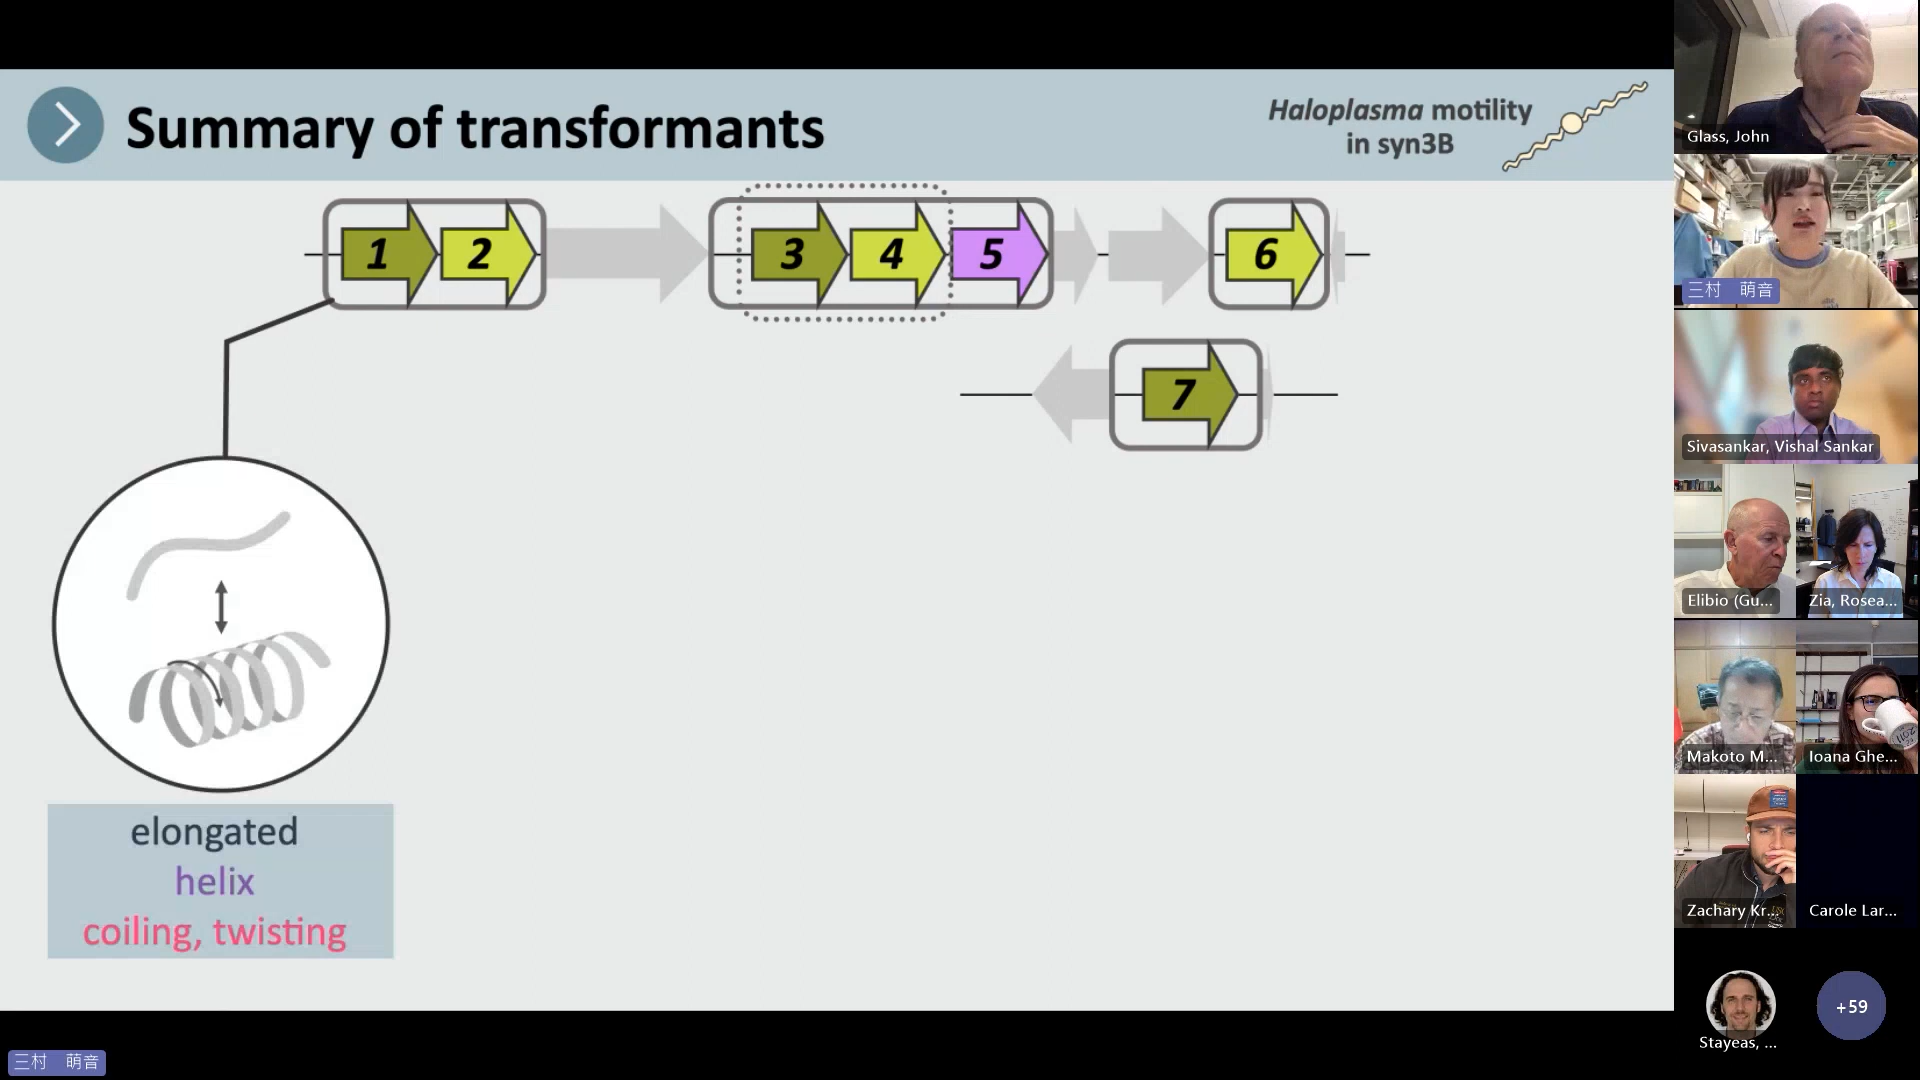 Summary of transformants
Haloplasma motility
in syn3B
1
2
3
4
5
6
7
elongated
helix
coiling, twisting
Glass, John
三村 萌音
Sivasankar, Vishal Sankar
Elibio (Gu...
Zia, Rosea...
Makoto M...
Ioana Ghe...
Zachary Kr...
Carole Lar...
Stayeas, ...
+59
三村 萌音